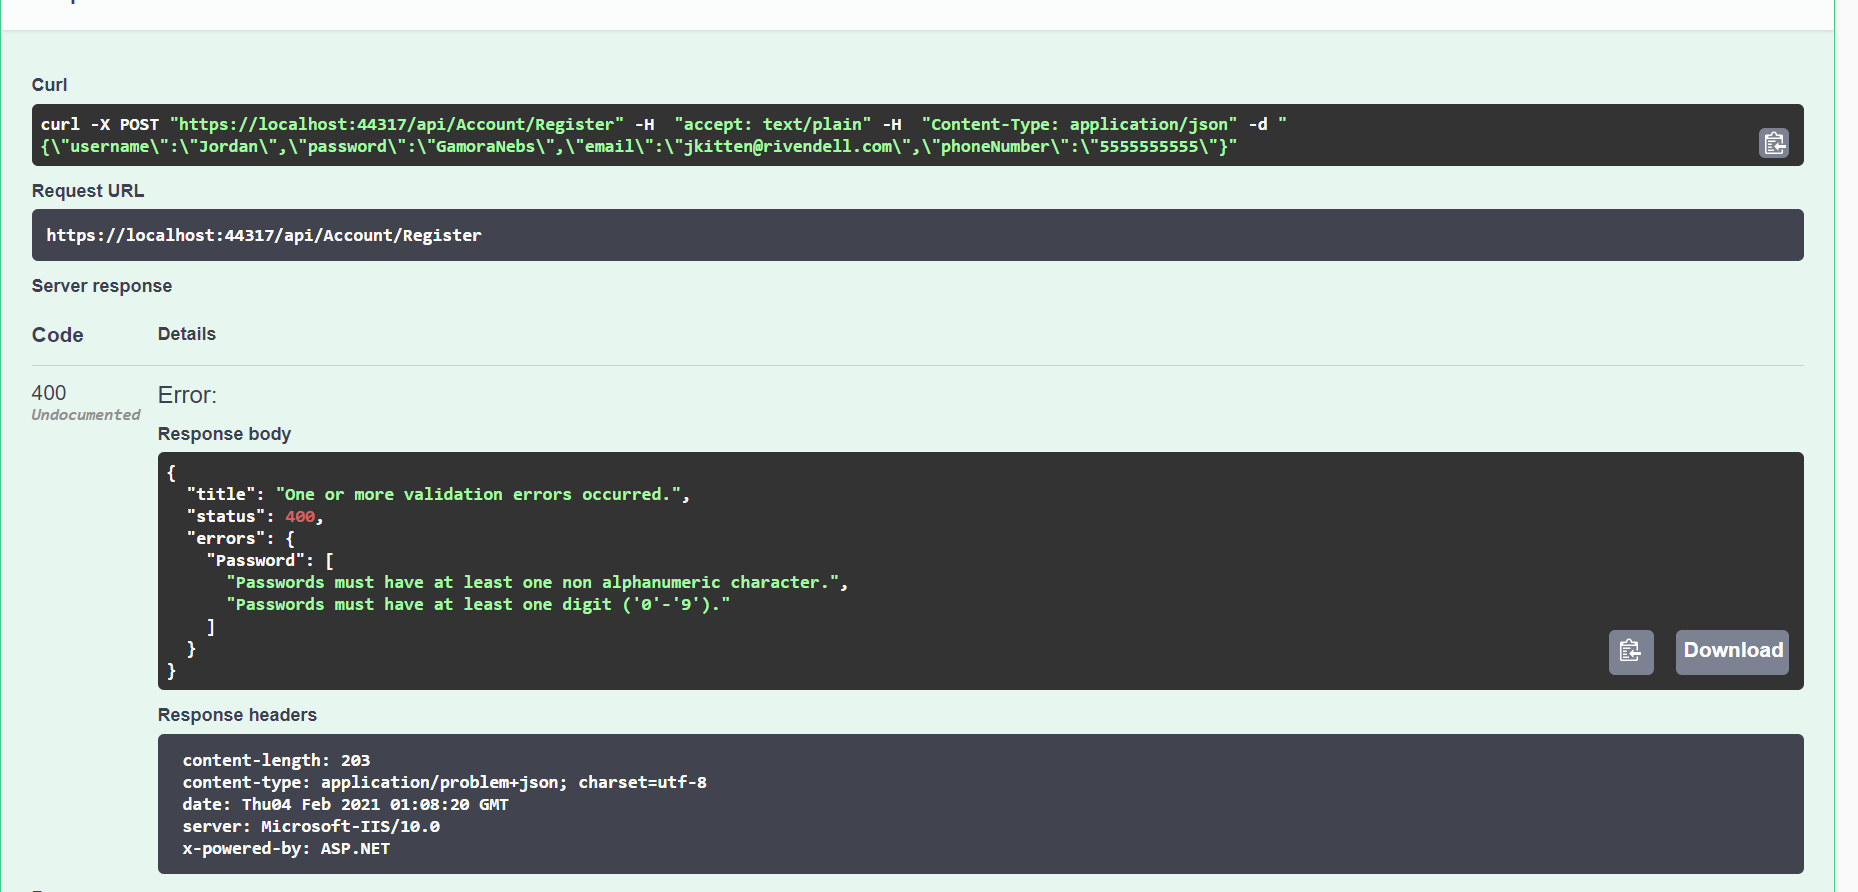 Curl
curl -X POST "https://localhost:44317/api/Account/Register" -H  "accept: text/plain" -H  "Content-Type: application/json" -d "
{\"username\":\"Jordan\",\"password\":\"GamoraNebs\",\"email\":\"jkitten@rivendell.com\",\"phoneNumber\":\"5555555555\"}"
Request URL
https://localhost:44317/api/Account/Register
Server response
Code Details
400 Error:
Undocumented
Response body
{
  "title": "One or more validation errors occurred.",
  "status": 400,
  "errors": {
    "Password": [
      "Passwords must have at least one non alphanumeric character.",
      "Passwords must have at least one digit ('0'-'9')."
    ]
  }
}
Download
Response headers
content-length: 203
content-type: application/problem+json; charset=utf-8
date: Thu04 Feb 2021 01:08:20 GMT
server: Microsoft-IIS/10.0
x-powered-by: ASP.NET